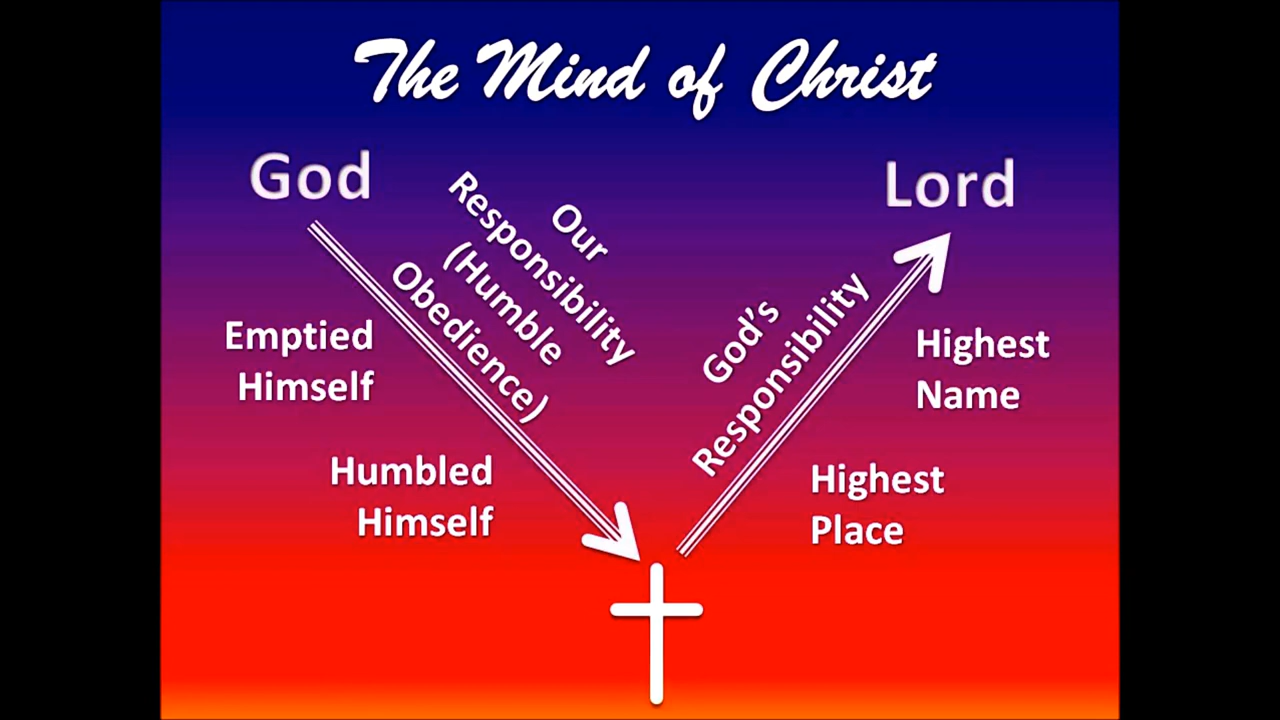 The Mind of Christ
God
Lord
Our
Responsibility
(Humble
Obedience)
God's
Responsibility
Emptied
Himself
Humbled
Himself
Highest
Name
Highest
Place